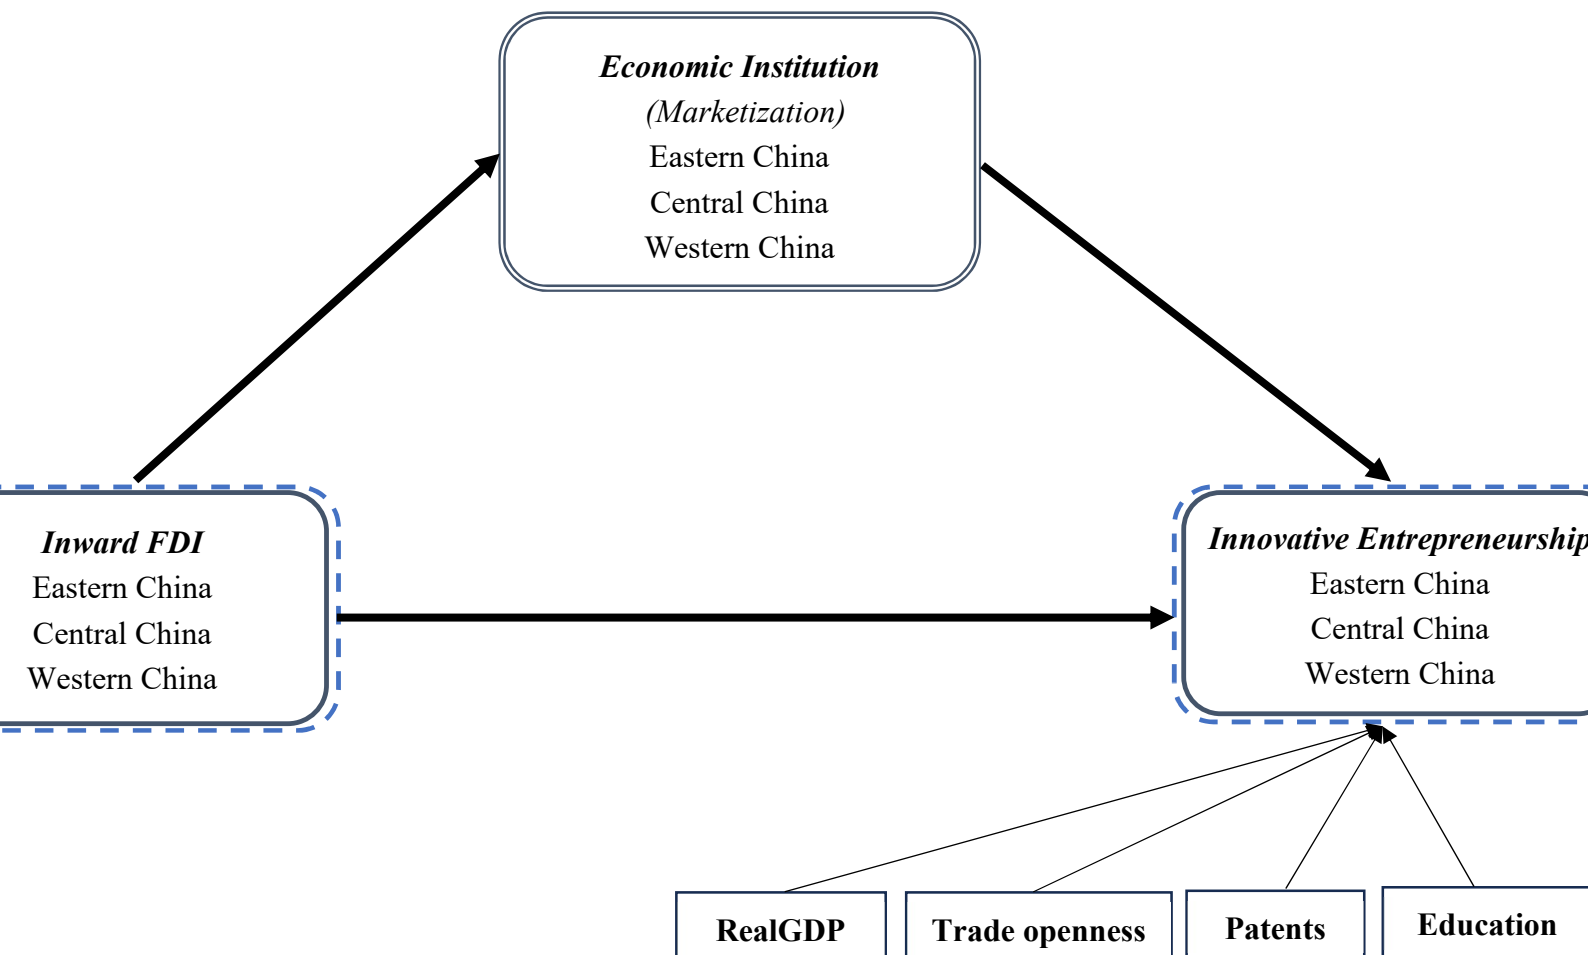 Economic Institution
(Marketization)
Eastern China
Central China
Western China
Inward FDI
Eastern China
Central China
Western China
Innovative Entrepreneurship
Eastern China
Central China
Western China
RealGDP
Trade openness
Patents
Education